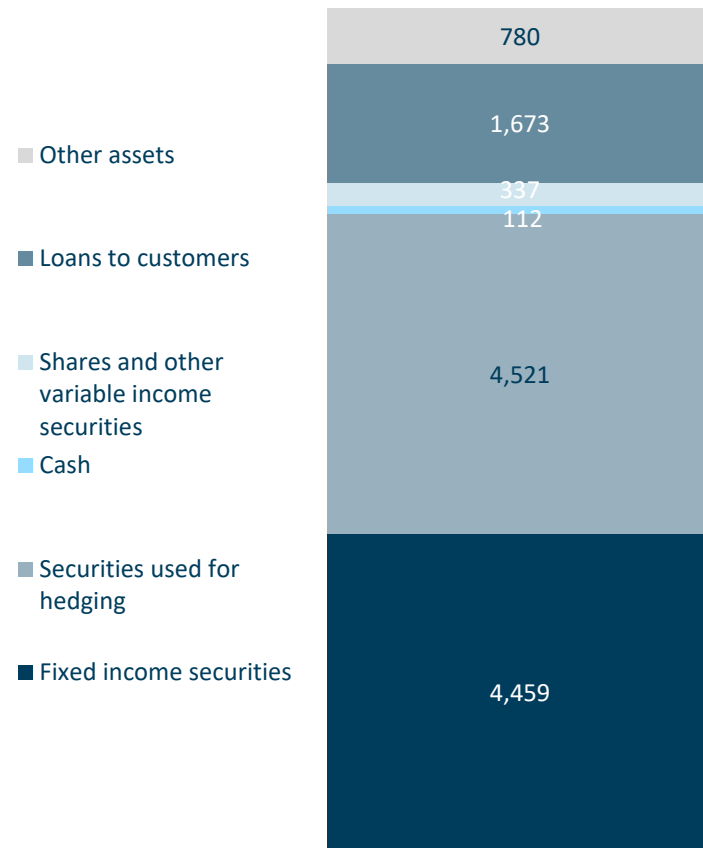 780
1,673
337
112
4,521
4,459
Other assets
Loans to customers
Shares and other
variable income
securities
Cash
Securities used for
hedging
Fixed income securities